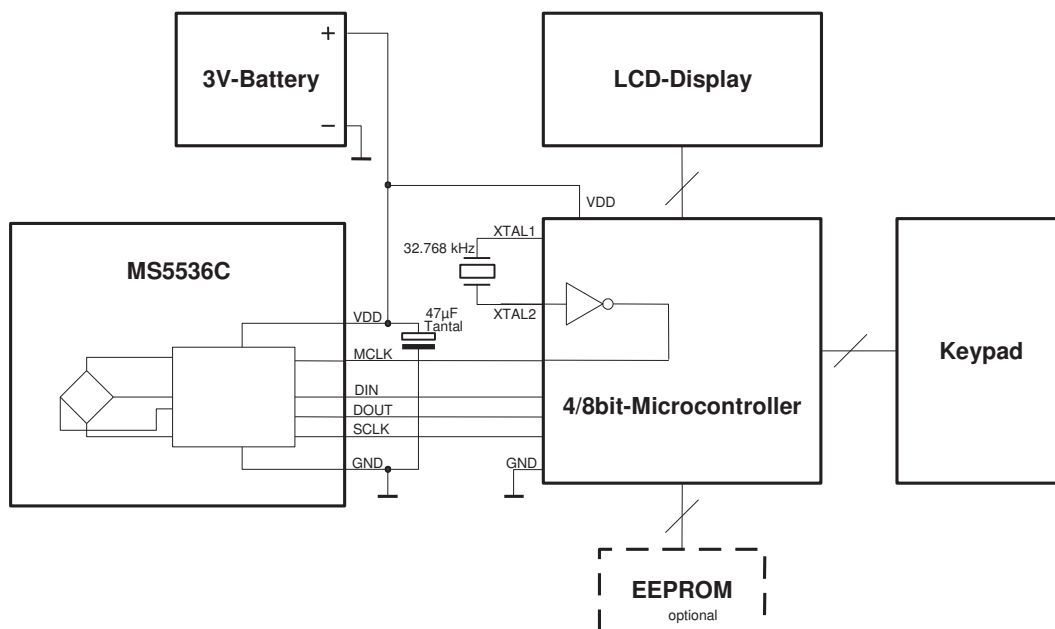 +
3V-Battery
−
LCD-Display
VDD
XTAL1
32.768 kHz
XTAL2
MS5536C
47µF
Tantal
VDD
MCLK
DIN
DOUT
SCLK
GND
4/8bit-Microcontroller
GND
Keypad
EEPROM
optional